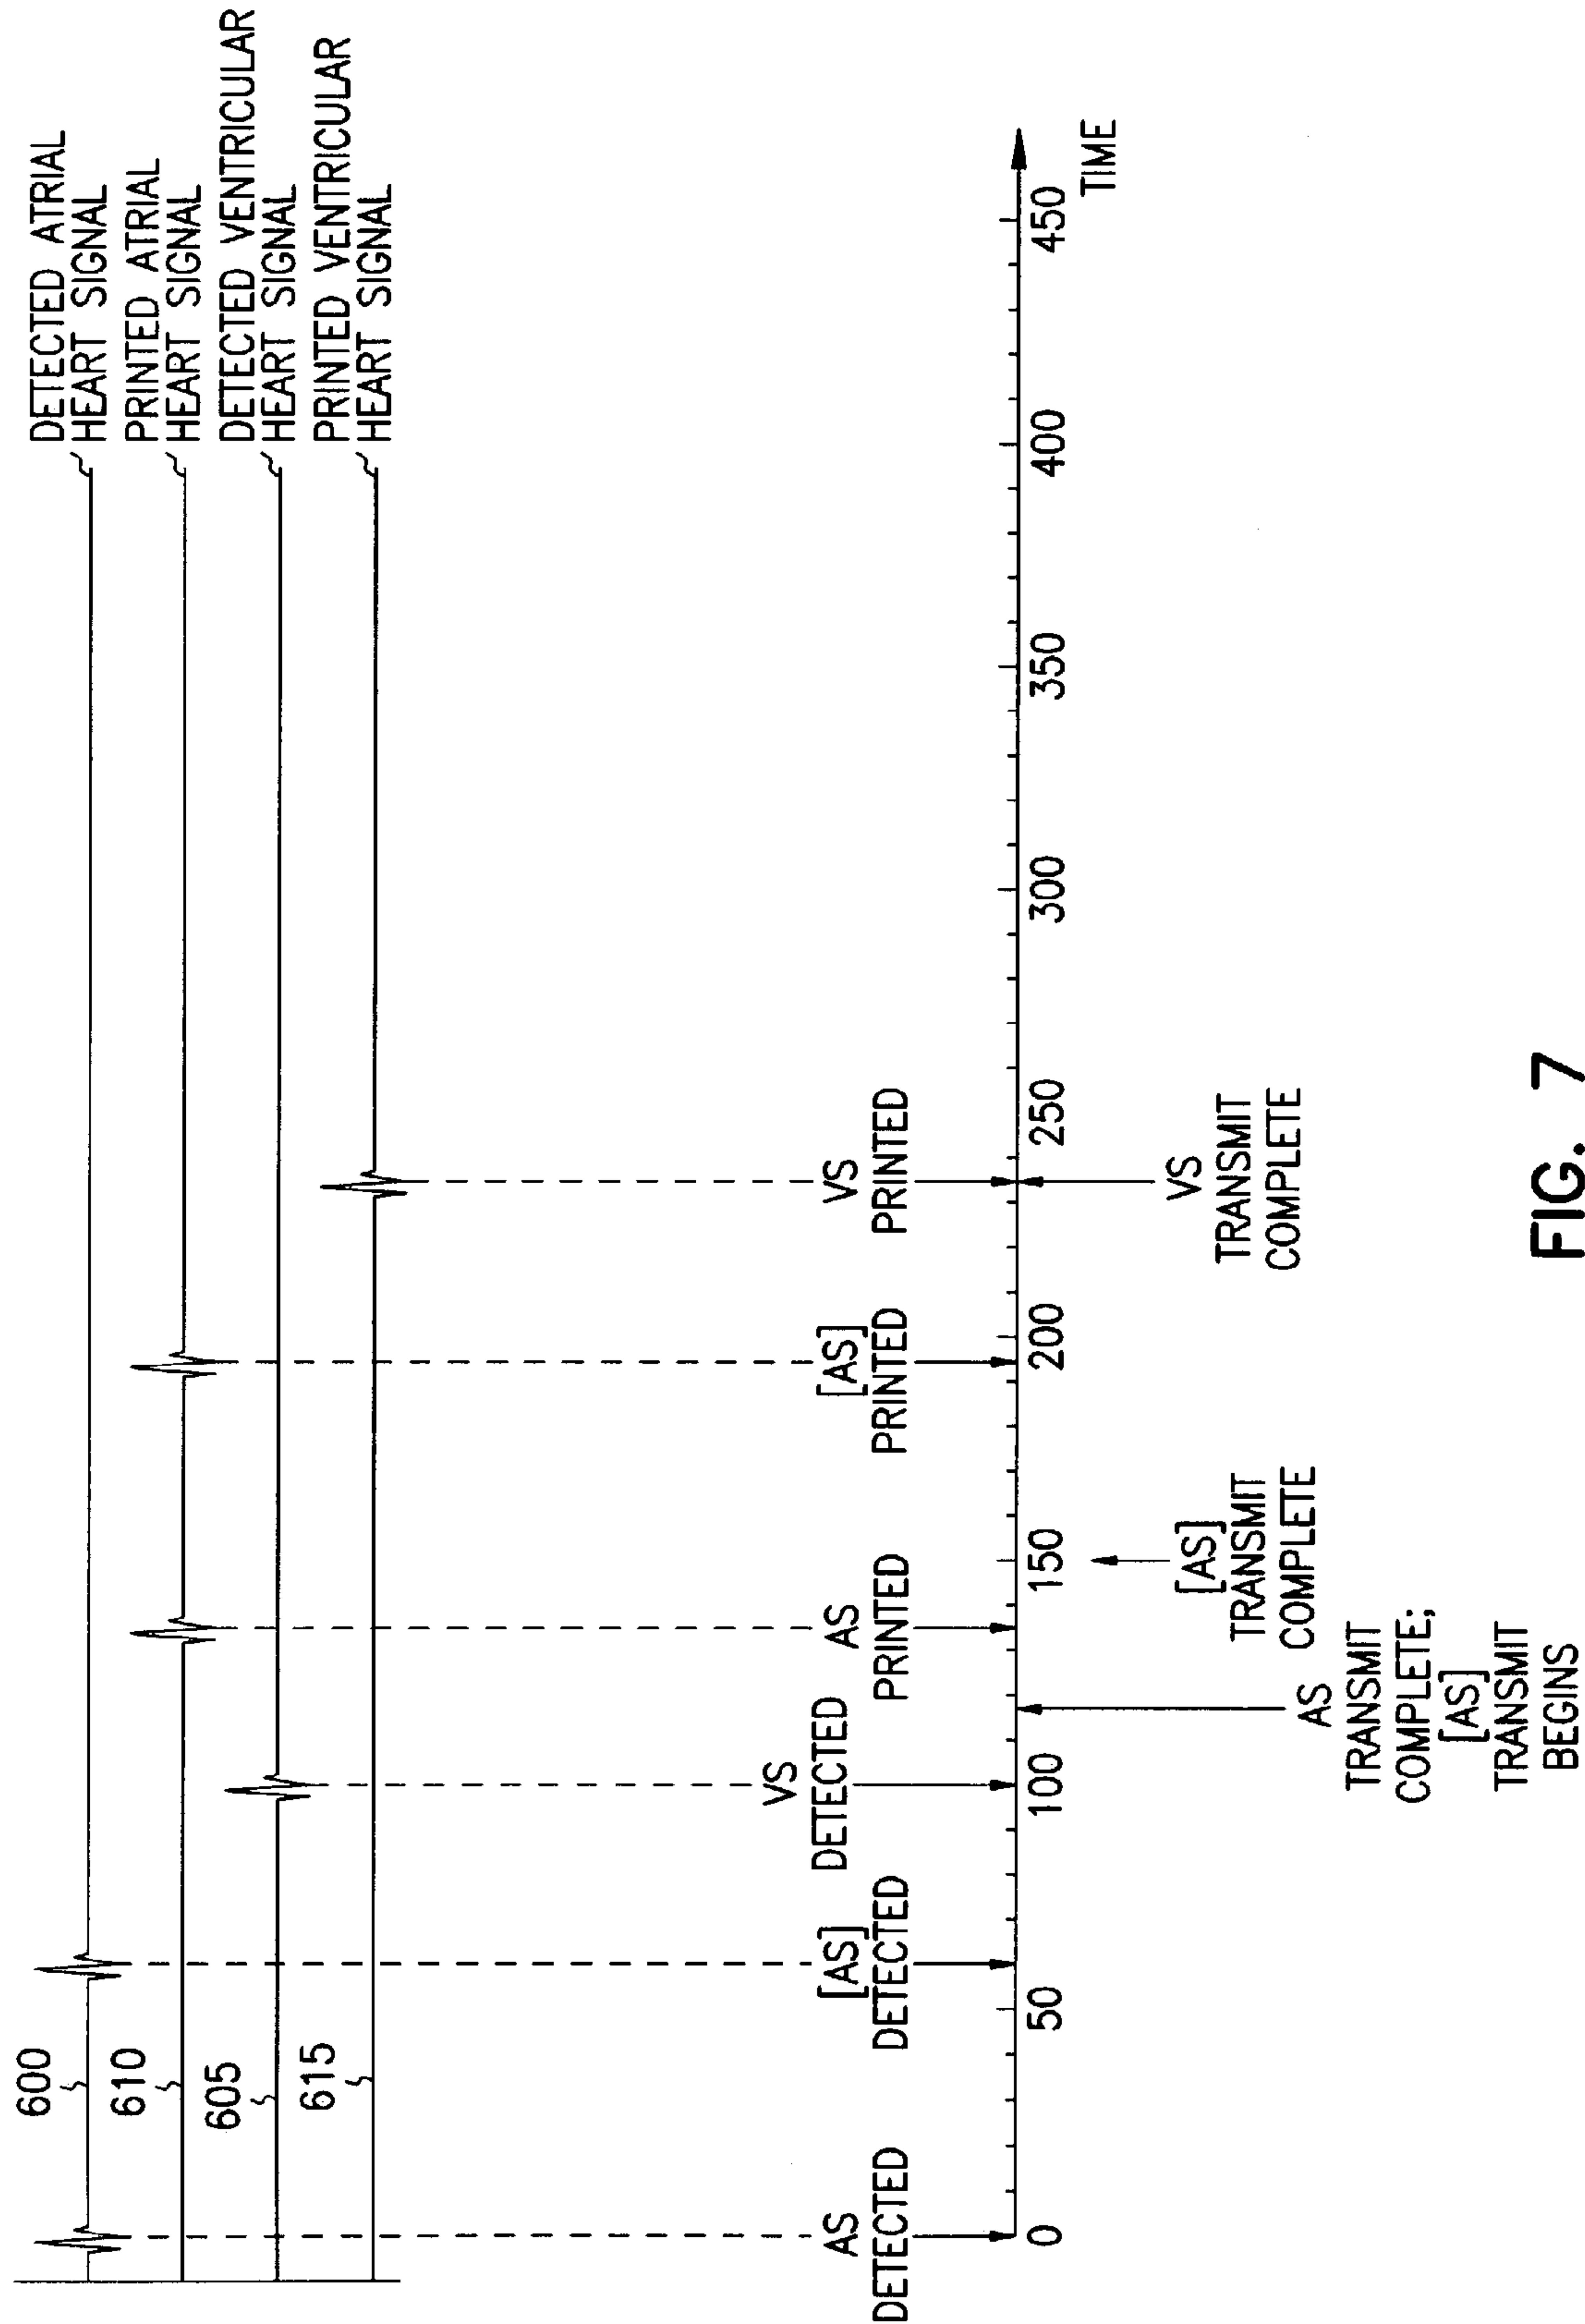 600
610
605
615
DETECTED ATRIAL
HEART SIGNAL
PRINTED ATRIAL
HEART SIGNAL
DETECTED VENTRICULAR
HEART SIGNAL
PRINTED VENTRICULAR
HEART SIGNAL
AS
DETECTED
[AS]
DETECTED
VS
DETECTED
AS
PRINTED
[AS]
PRINTED
VS
PRINTED
0
50
100
150
200
250
300
350
400
450
TIME
AS
TRANSMIT
COMPLETE;
[AS]
TRANSMIT
BEGINS
[AS]
TRANSMIT
COMPLETE
VS
TRANSMIT
COMPLETE
FIG. 7